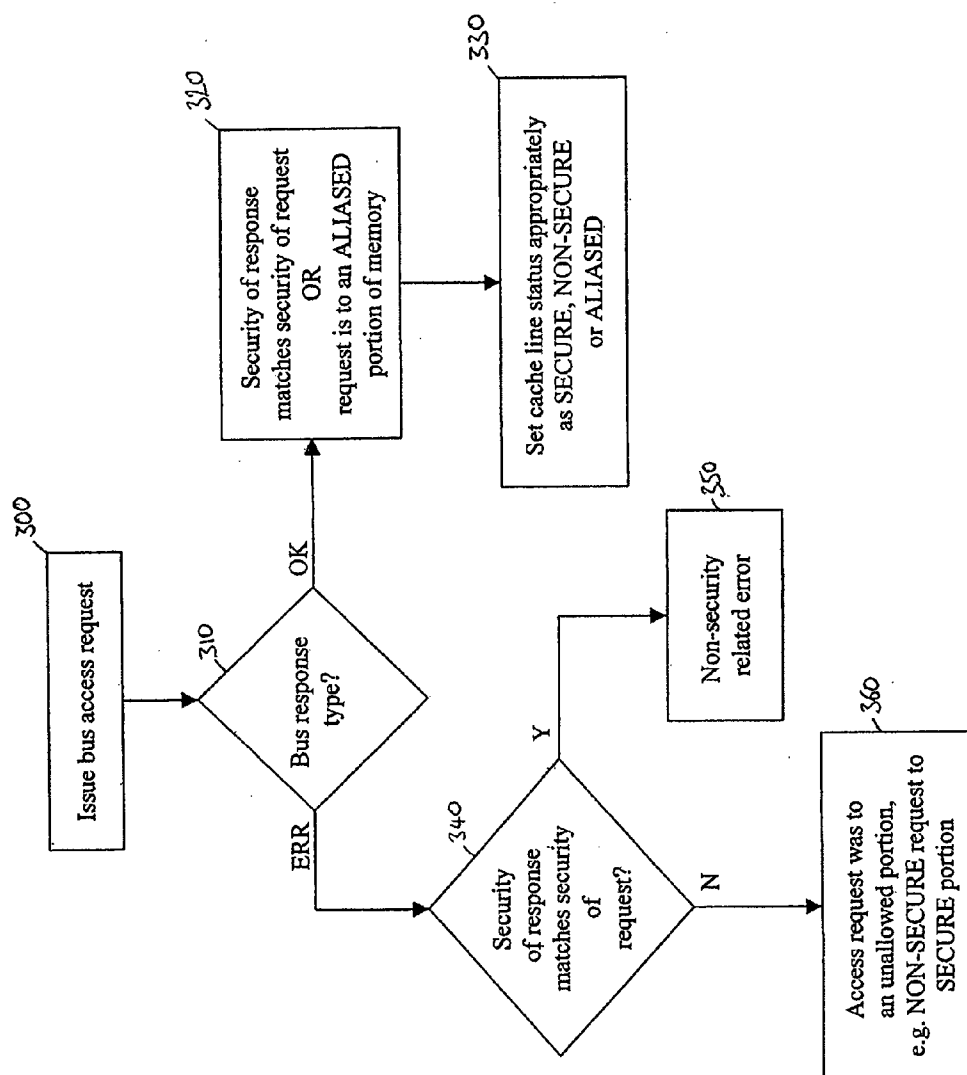 300
Issue bus access request
310
Bus response
type?
OK
ERR
320
Security of response
matches security of request
OR
request is to an ALIASED
portion of memory
330
Set cache line status appropriately
as SECURE, NON-SECURE
or ALIASED
340
Security
of response
matches security
of
request?
Y
N
350
Non-security
related error
360
Access request was to
an unallowed portion,
e.g. NON-SECURE request to
SECURE portion